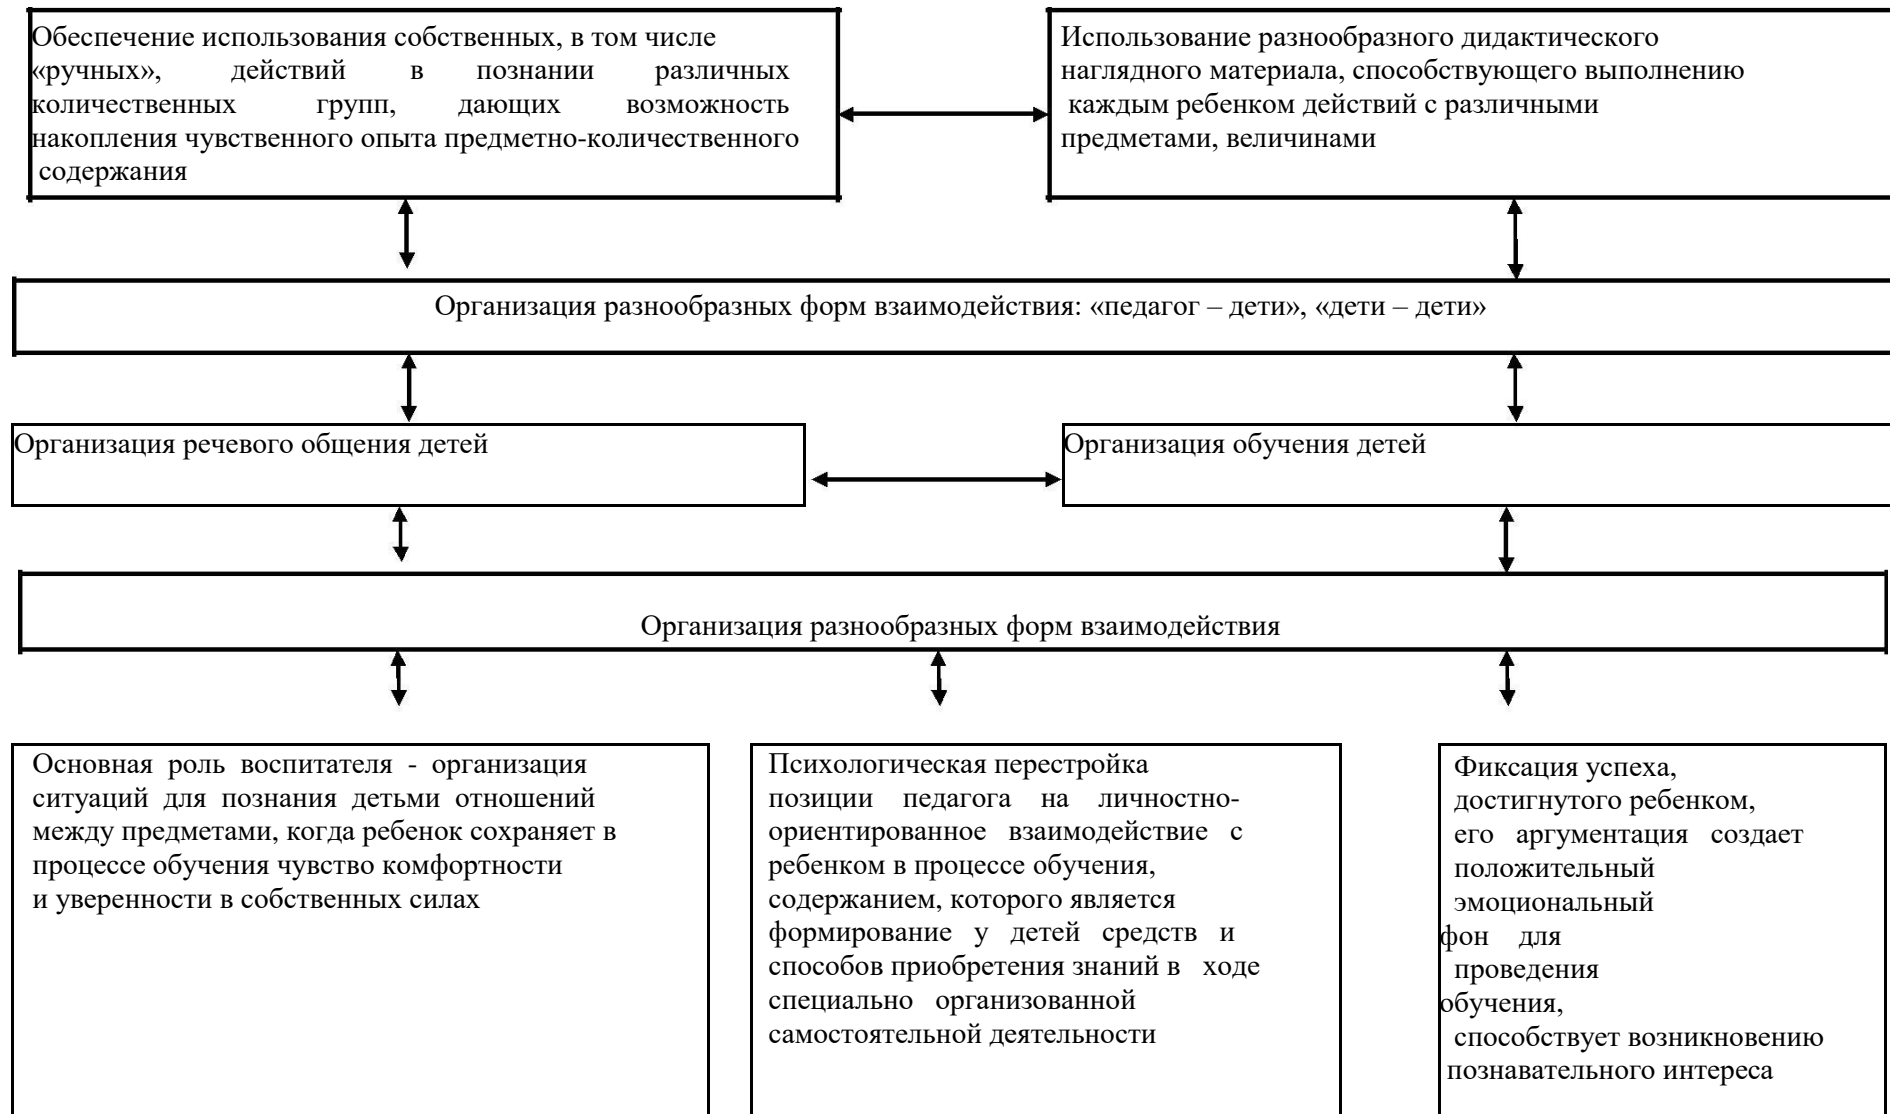 Обеспечение использования собственных, в том числе
«ручных», действий в познании различных
количественных групп, дающих возможность
накопления чувственного опыта предметно-количественного
содержания
Использование разнообразного дидактического
наглядного материала, способствующего выполнению
каждым ребенком действий с различными
предметами, величинами
Организация разнообразных форм взаимодействия: «педагог – дети», «дети – дети»
Организация речевого общения детей
Организация обучения детей
Организация разнообразных форм взаимодействия
Основная роль воспитателя - организация
ситуаций для познания детьми отношений
между предметами, когда ребенок сохраняет в
процессе обучения чувство комфортности
и уверенности в собственных силах
Психологическая перестройка
позиции педагога на личностно-
ориентированное взаимодействие с
ребенком в процессе обучения,
содержанием, которого является
формирование у детей средств и
способов приобретения знаний в ходе
специально организованной
самостоятельной деятельности
Фиксация успеха,
достигнутого ребенком,
его аргументация создает
положительный
эмоциональный
фон для
проведения
обучения,
способствует возникновению
познавательного интереса